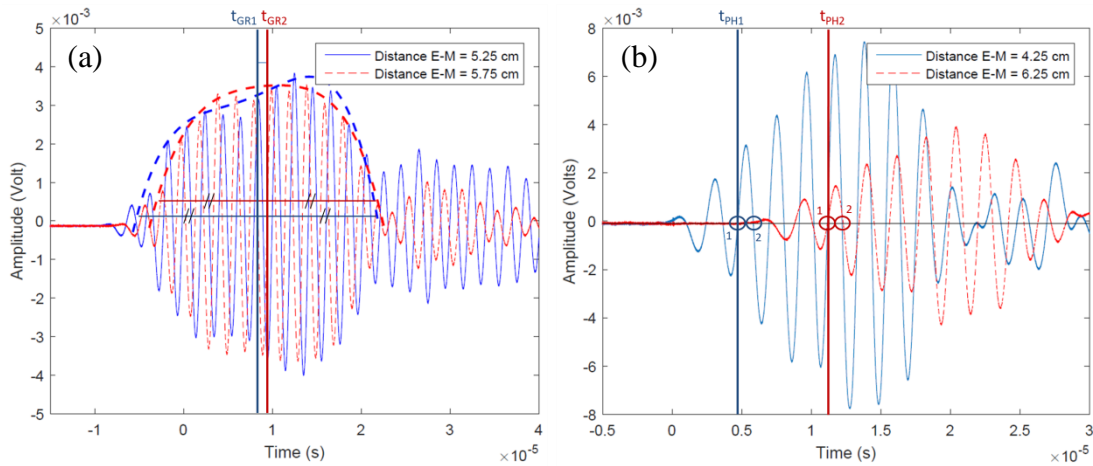 t_GR1 t_GR2
×10⁻³
(a)
Distance E-M = 5.25 cm
Distance E-M = 5.75 cm
5
4
3
2
1
0
-1
-2
-3
-4
-5
Amplitude (Volt)
-1 0 1 2 3 4
Time (s)
×10⁻⁵
t_PH1 t_PH2
×10⁻³
(b)
Distance E-M = 4.25 cm
Distance E-M = 6.25 cm
8
6
4
2
0
-2
-4
-6
-8
Amplitude (Volts)
1 2 1 2
-0.5 0 0.5 1 1.5 2 2.5 3
Time (s)
×10⁻⁵